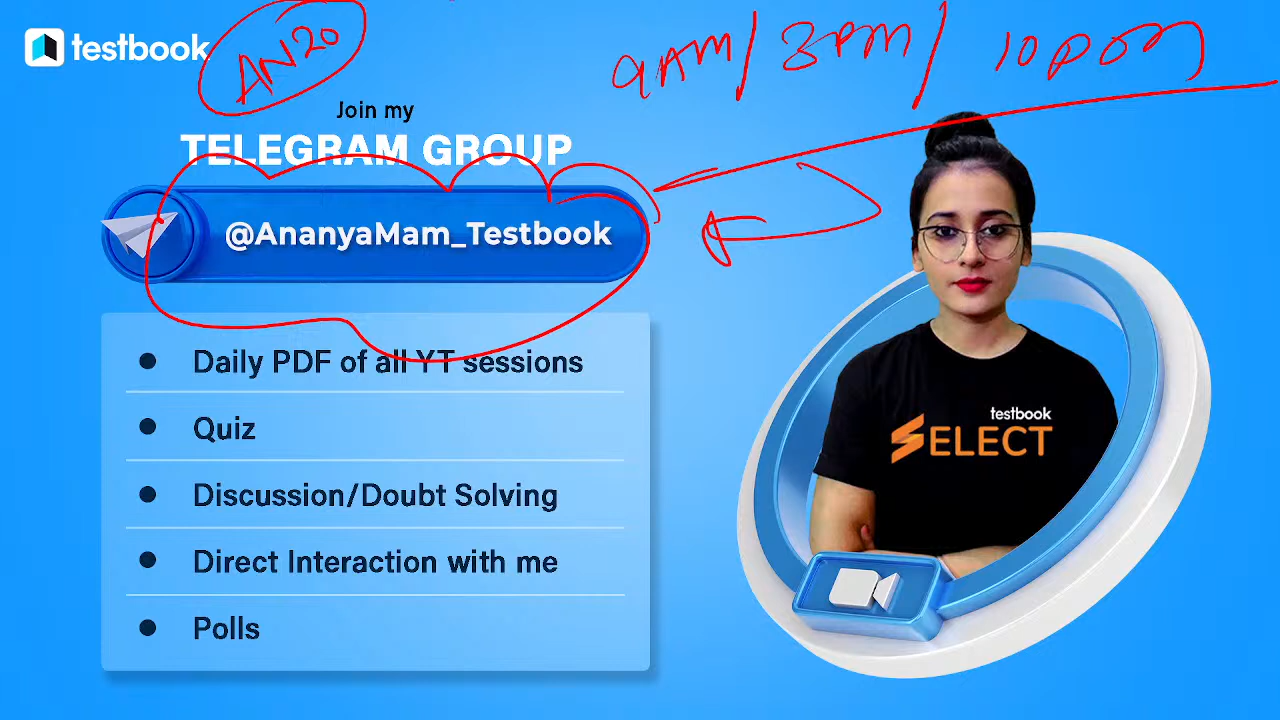 testbook
AN20
9AM/3PM/10pm
Join my
TELEGRAM GROUP
@AnanyaMam_Testbook
Daily PDF of all YT sessions
Quiz
Discussion/Doubt Solving
Direct Interaction with me
Polls
testbook
SELECT